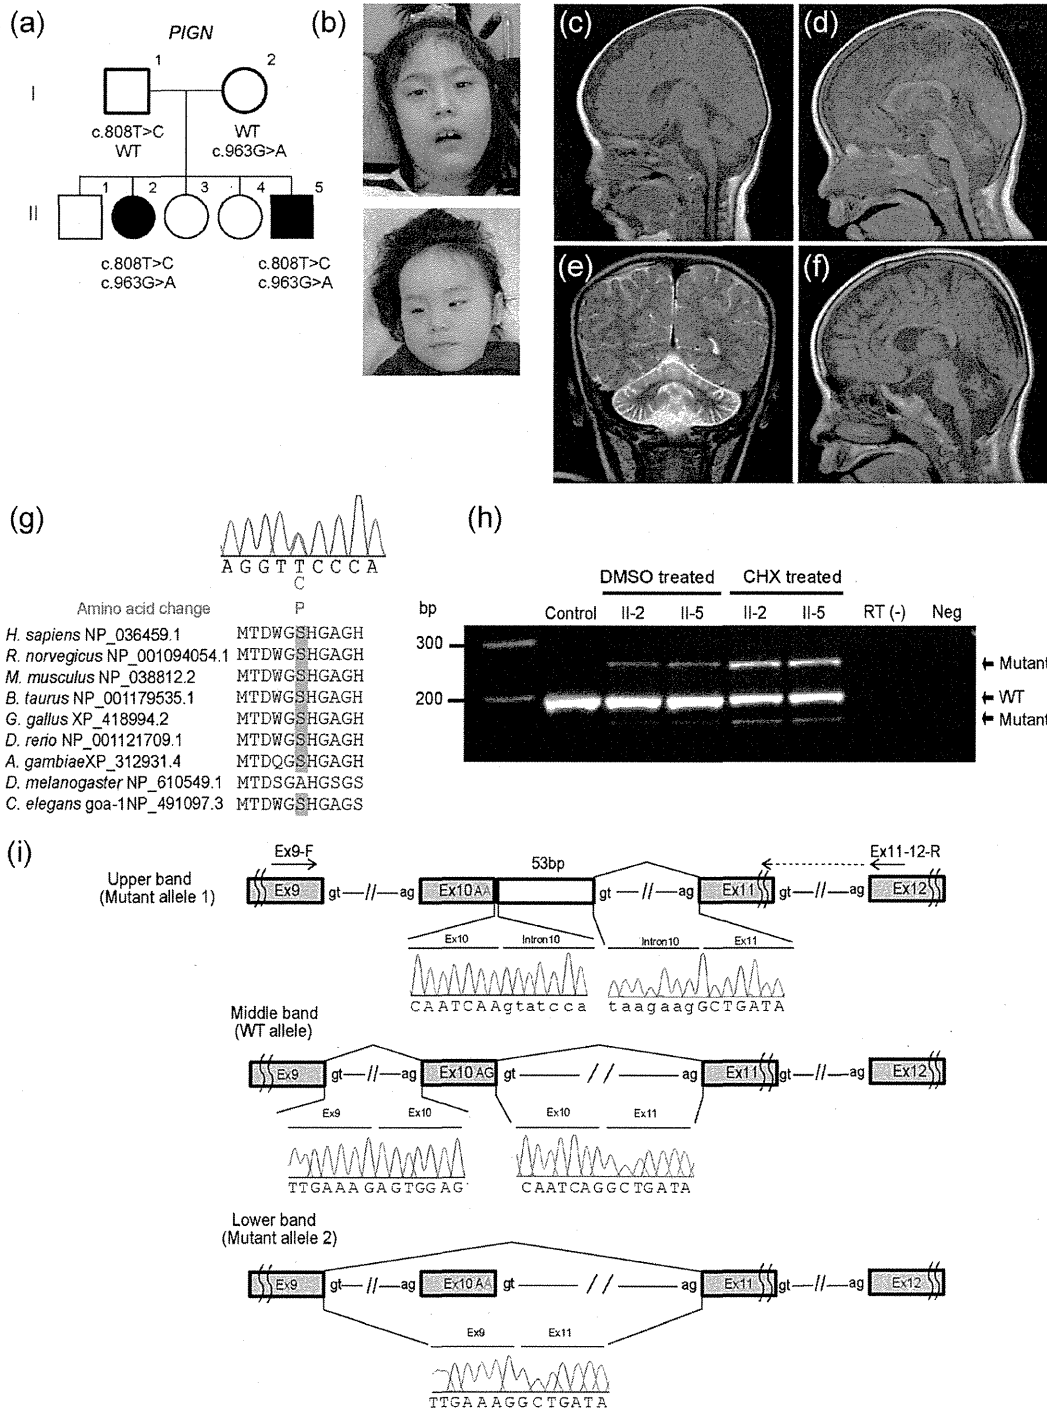 (a)
PIGN
1
2
I
c.808T>C
WT
WT
c.963G>A
1
2
3
4
5
II
c.808T>C
c.963G>A
c.808T>C
c.963G>A
(b)
(c)
(d)
(e)
(f)
(g)
A G G T T C C C A
C
Amino acid change P
H. sapiens NP_036459.1 MTDWGSHGAGH
R. norvegicus NP_001094054.1 MTDWGSHGAGH
M. musculus NP_038812.2 MTDWGSHGAGH
B. taurus NP_001179535.1 MTDWGSHGAGH
G. gallus XP_418994.2 MTDWGSHGAGH
D. rerio NP_001121709.1 MTDWGSHGAGH
A. gambiaeXP_312931.4 MTDQGSHGAGH
D. melanogaster NP_610549.1 MTDSGAHGSGS
C. elegans goa-1NP_491097.3 MTDWGSHGAGS
(h)
DMSO treated CHX treated
bp Control II-2 II-5 II-2 II-5 RT (-) Neg
300
200
Mutant
WT
Mutant
(i)
Ex9-F
53bp
Ex11-12-R
Upper band
(Mutant allele 1)
Ex9 gt // ag Ex10 AA gt // ag Ex11 gt // ag Ex12
Ex10 Intron10 Intron10 Ex11
CAATCAAgtatcca taagaagGCTGATA
Middle band
(WT allele)
Ex9 gt // ag Ex10 AG gt // ag Ex11 gt // ag Ex12
Ex9 Ex10 Ex10 Ex11
TTGAAAGAGTGGAG CAATCAGGCTGATA
Lower band
(Mutant allele 2)
Ex9 gt // ag Ex10 AA gt // ag Ex11 gt // ag Ex12
Ex9 Ex11
TTGAAAGGCTGATA